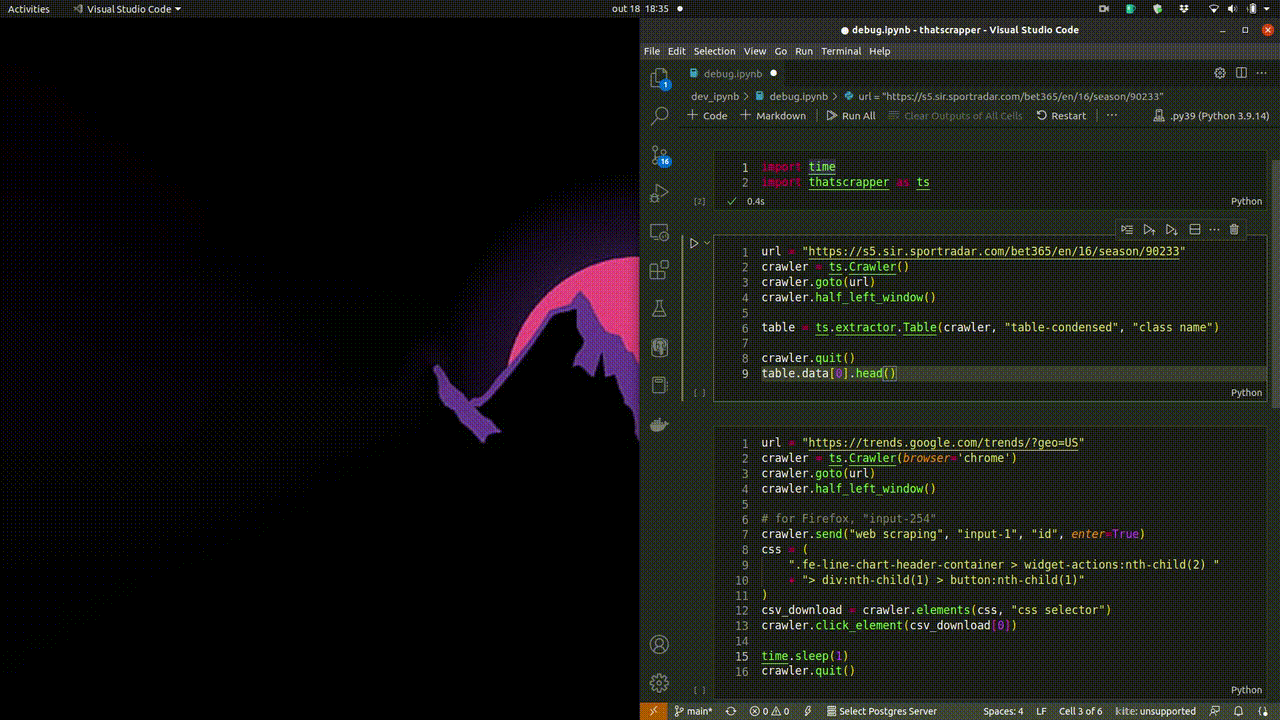 Activities Visual Studio Code out 18 18:35
debug.ipynb - thatscrapper - Visual Studio Code
File Edit Selection View Go Run Terminal Help
debug.ipynb
dev_ipynb > debug.ipynb > url = "https://s5.sir.sportradar.com/bet365/en/16/season/90233"
+ Code + Markdown Run All Clear Outputs of All Cells Restart ... .py39 (Python 3.9.14)
1
16
1 import time
2 import thatscrapper as ts
[2] ✓ 0.4s Python
1 url = "https://s5.sir.sportradar.com/bet365/en/16/season/90233"
2 crawler = ts.Crawler()
3 crawler.goto(url)
4 crawler.half_left_window()
5
6 table = ts.extractor.Table(crawler, "table-condensed", "class name")
7
8 crawler.quit()
9 table.data[0].head()
[ ] Python
1 url = "https://trends.google.com/trends/?geo=US"
2 crawler = ts.Crawler(browser='chrome')
3 crawler.goto(url)
4 crawler.half_left_window()
5
6 # for Firefox, "input-254"
7 crawler.send("web scraping", "input-1", "id", enter=True)
8 css = (
9 ".fe-line-chart-header-container > widget-actions:nth-child(2) "
10 + "> div:nth-child(1) > button:nth-child(1)"
11 )
12 csv_download = crawler.elements(css, "css selector")
13 crawler.click_element(csv_download[0])
14
15 time.sleep(1)
16 crawler.quit()
[ ] Python
main* 0 0 Select Postgres Server Spaces: 4 LF Cell 3 of 6 kite: unsupported